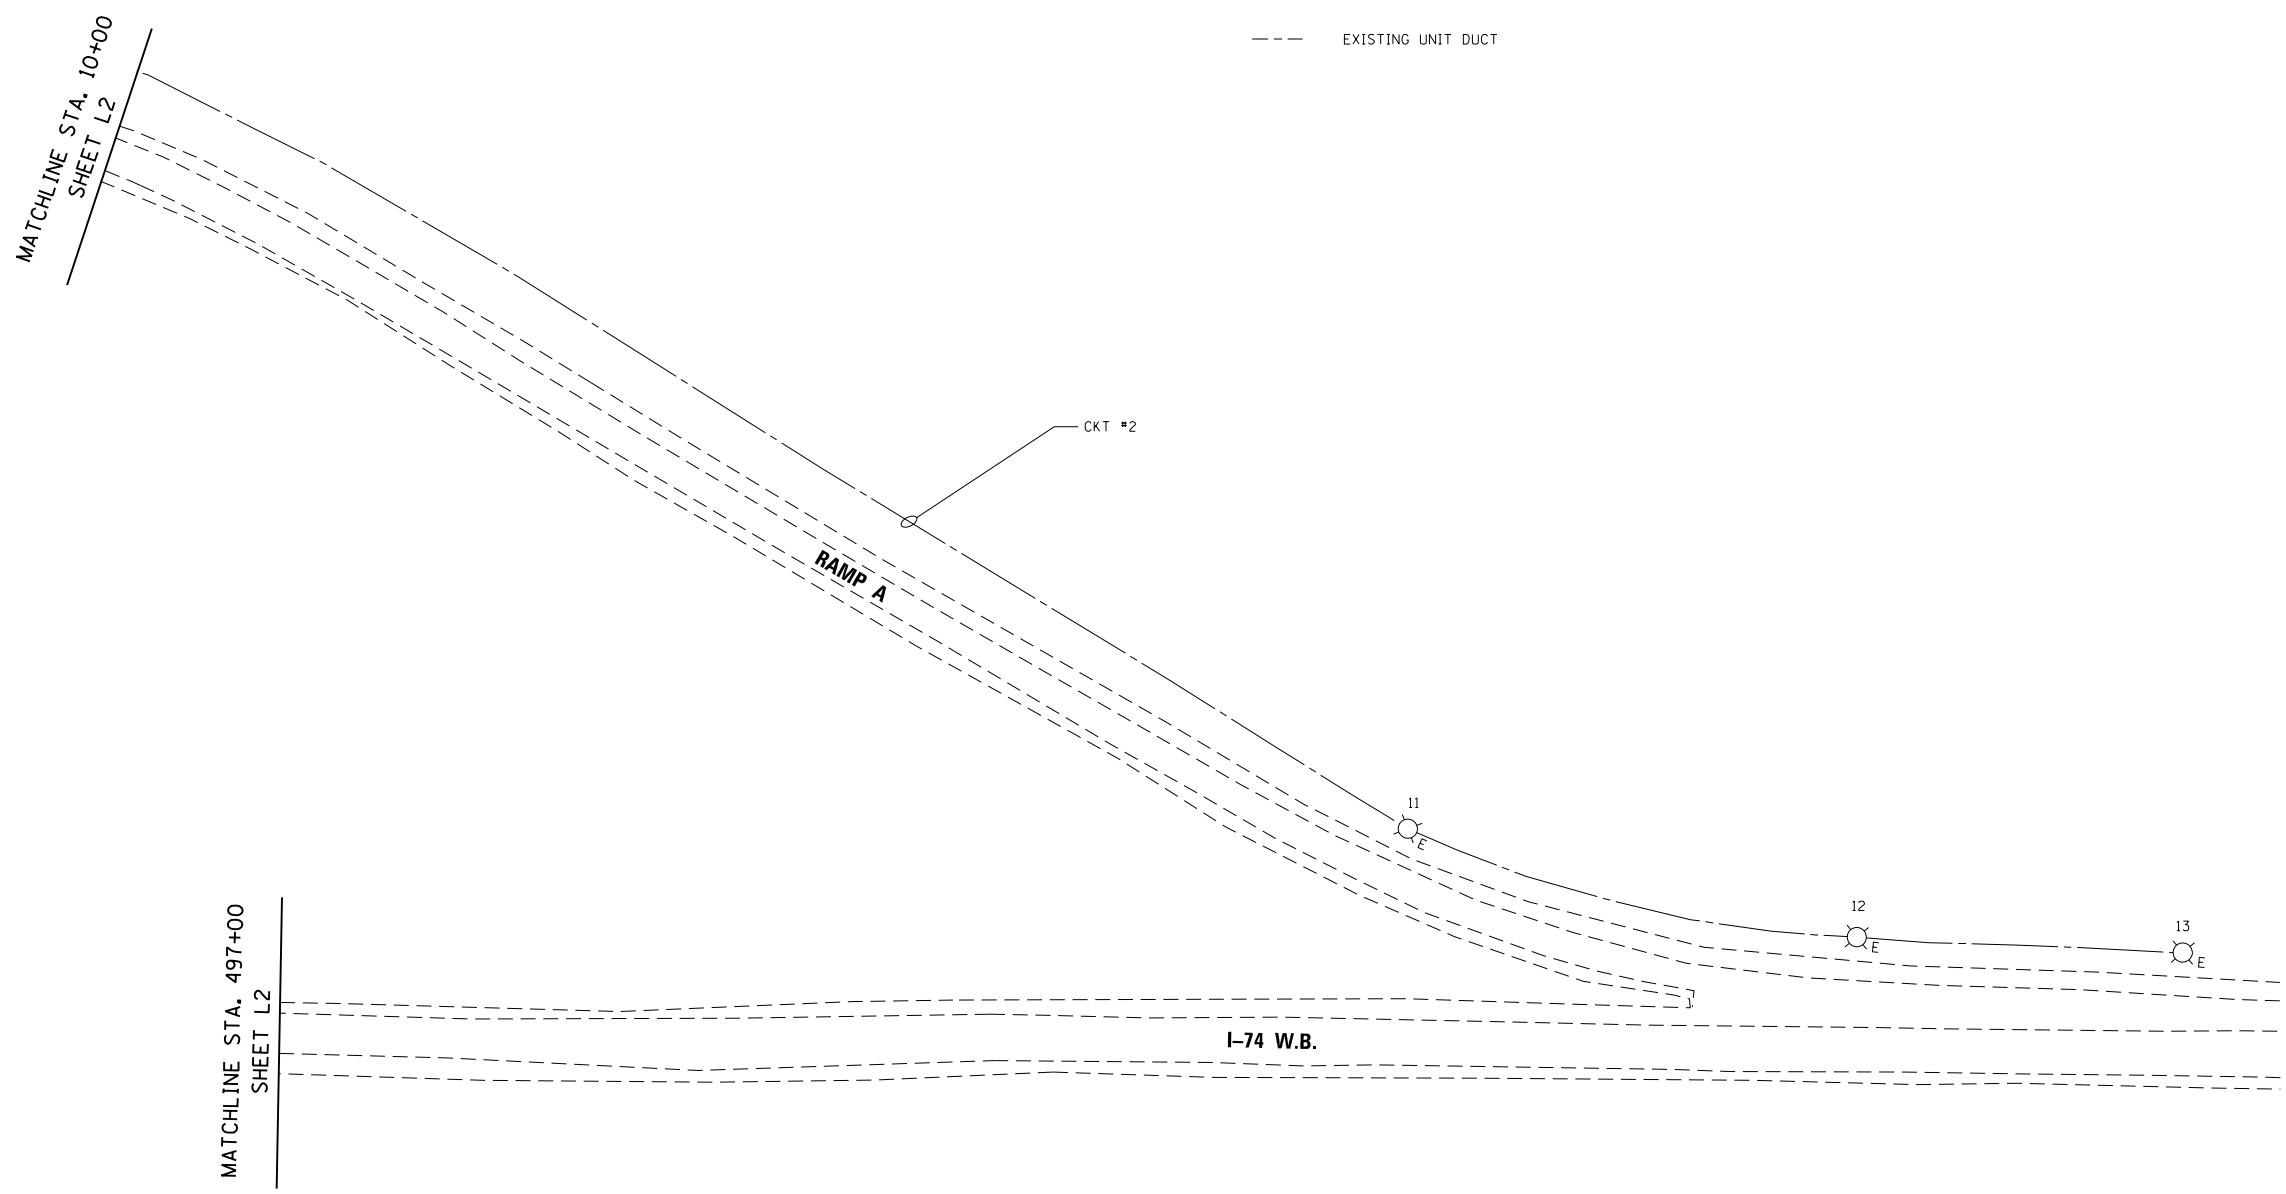 EXISTING UNIT DUCT
MATCHLINE STA. 10+00
SHEET L2
CKT #2
RAMP A
11
E
12
E
13
E
MATCHLINE STA. 497+00
SHEET L2
I-74 W.B.